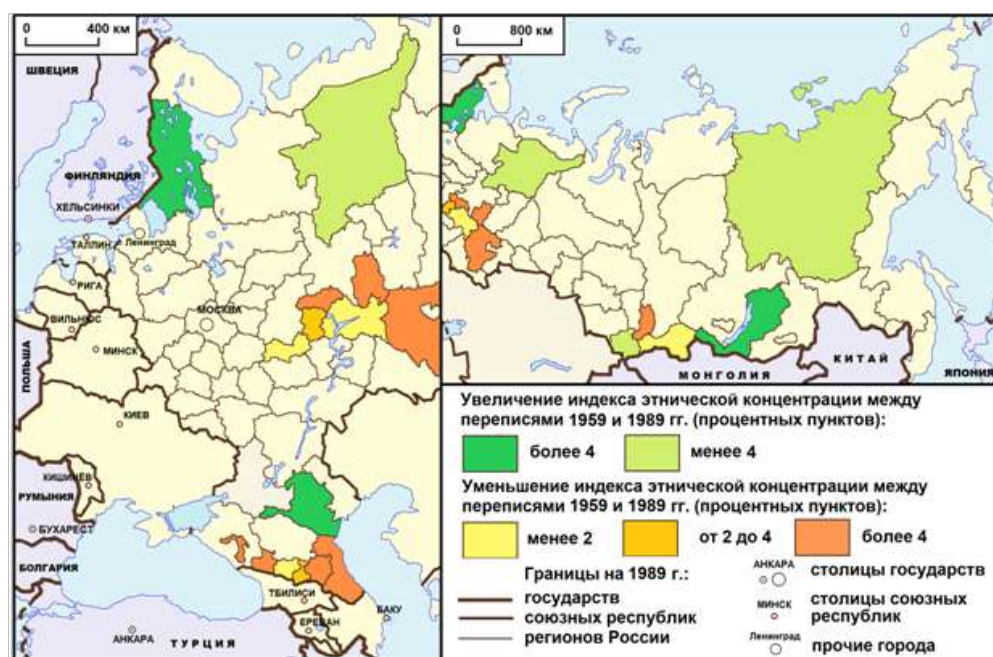 0 400 км
ШВЕЦИЯ
ФИНЛЯНДИЯ
ХЕЛЬСИНКИ
Ленинград
ТАЛЛИН
РИГА
МОСКВА
ВИЛЬНЮС
ПОЛЬША
МИНСК
КИЕВ
КИШИНЁВ
РУМЫНИЯ
БУХАРЕСТ
БОЛГАРИЯ
ТБИЛИСИ
БАКУ
ЕРЕВАН
АНКАРА
ТУРЦИЯ
0 800 км
КИТАЙ
МОНГОЛИЯ
ЯПОНИЯ
Увеличение индекса этнической концентрации между
переписями 1959 и 1989 гг. (процентных пунктов):
более 4 менее 4
Уменьшение индекса этнической концентрации между
переписями 1959 и 1989 гг. (процентных пунктов):
менее 2 от 2 до 4 более 4
Границы на 1989 г.:
государств
союзных республик
регионов России
АНКАРА столицы государств
МИНСК столицы союзных
республик
Ленинград прочие города